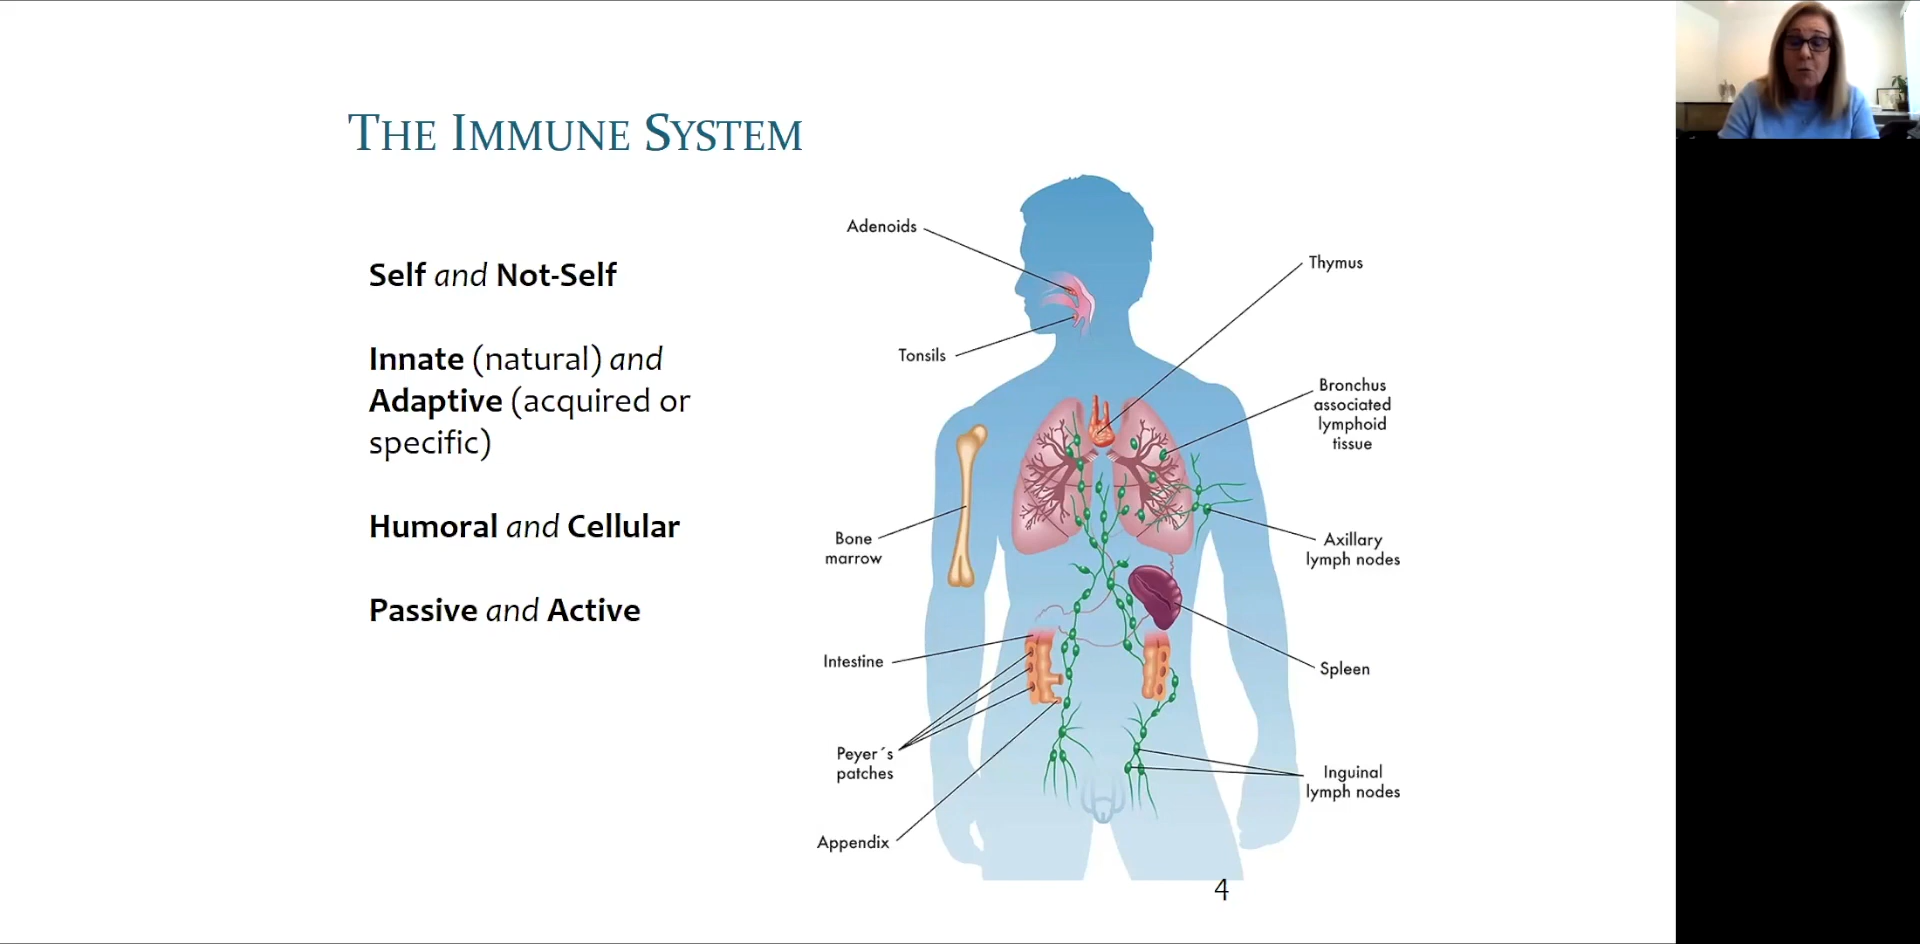 THE IMMUNE SYSTEM
Self and Not-Self
Innate (natural) and
Adaptive (acquired or
specific)
Humoral and Cellular
Passive and Active
Adenoids
Tonsils
Bone
marrow
Intestine
Peyer´s
patches
Appendix
Thymus
Bronchus
associated
lymphoid
tissue
Axillary
lymph nodes
Spleen
Inguinal
lymph nodes
4